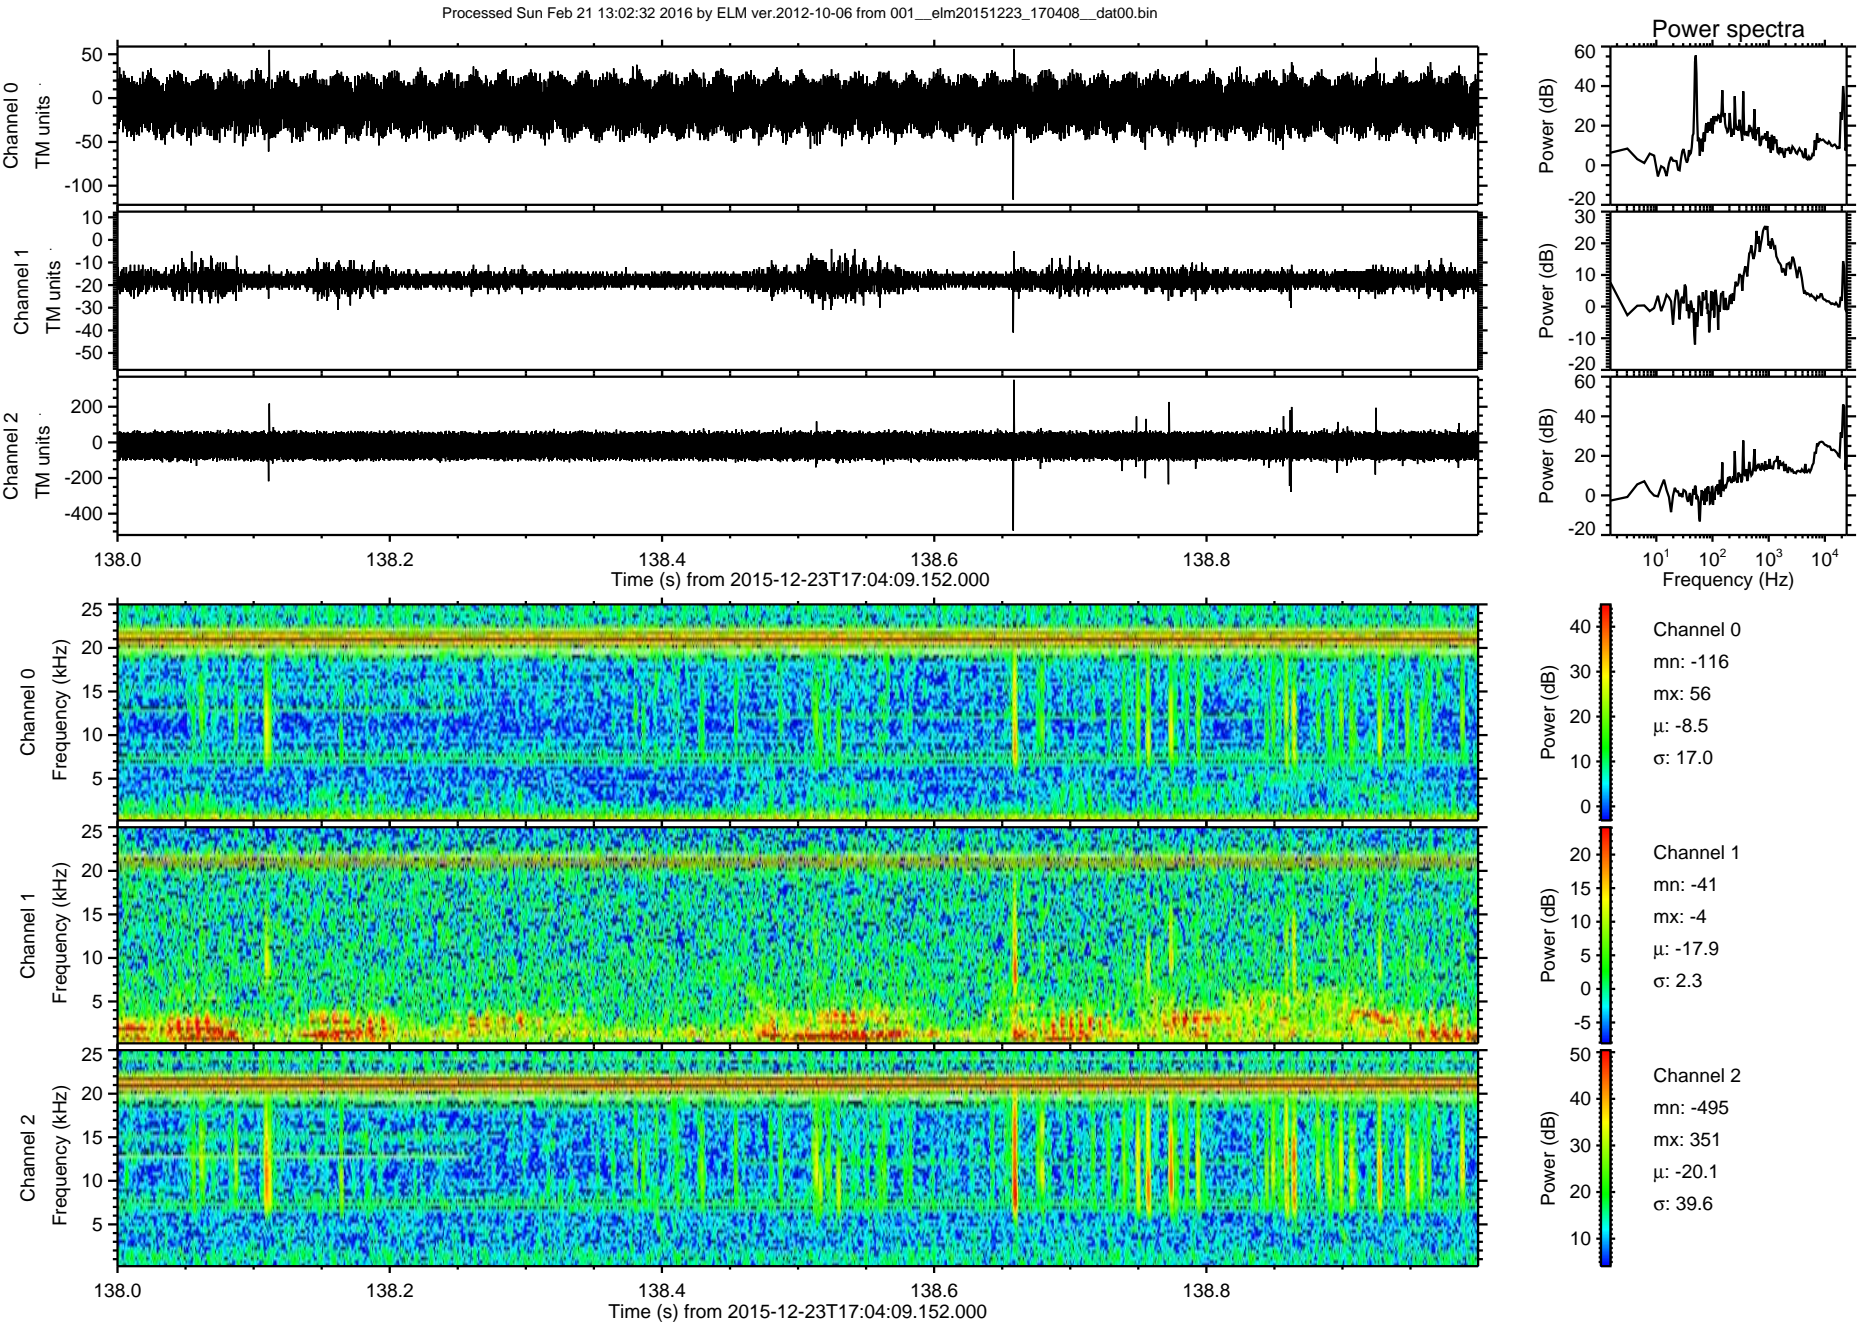 Processed Sun Feb 21 13:02:32 2016 by ELM ver.2012-10-06 from 001__elm20151223_170408__dat00.bin
Power spectra
Channel 0
TM units
50
0
-50
-100
Power (dB)
60
40
20
0
-20
Channel 1
TM units
10
0
-10
-20
-30
-40
-50
Power (dB)
30
20
10
0
-10
-20
Channel 2
TM units
200
0
-200
-400
Power (dB)
60
40
20
0
-20
138.0 138.2 138.4 138.6 138.8
Time (s) from 2015-12-23T17:04:09.152.000
10¹ 10² 10³ 10⁴
Frequency (Hz)
Channel 0
Frequency (kHz)
25
20
15
10
5
Power (dB)
40
30
20
10
0
Channel 0
mn: -116
mx: 56
µ: -8.5
σ: 17.0
Channel 1
Frequency (kHz)
25
20
15
10
5
Power (dB)
20
15
10
5
0
-5
Channel 1
mn: -41
mx: -4
µ: -17.9
σ: 2.3
Channel 2
Frequency (kHz)
25
20
15
10
5
Power (dB)
50
40
30
20
10
Channel 2
mn: -495
mx: 351
µ: -20.1
σ: 39.6
138.0 138.2 138.4 138.6 138.8
Time (s) from 2015-12-23T17:04:09.152.000